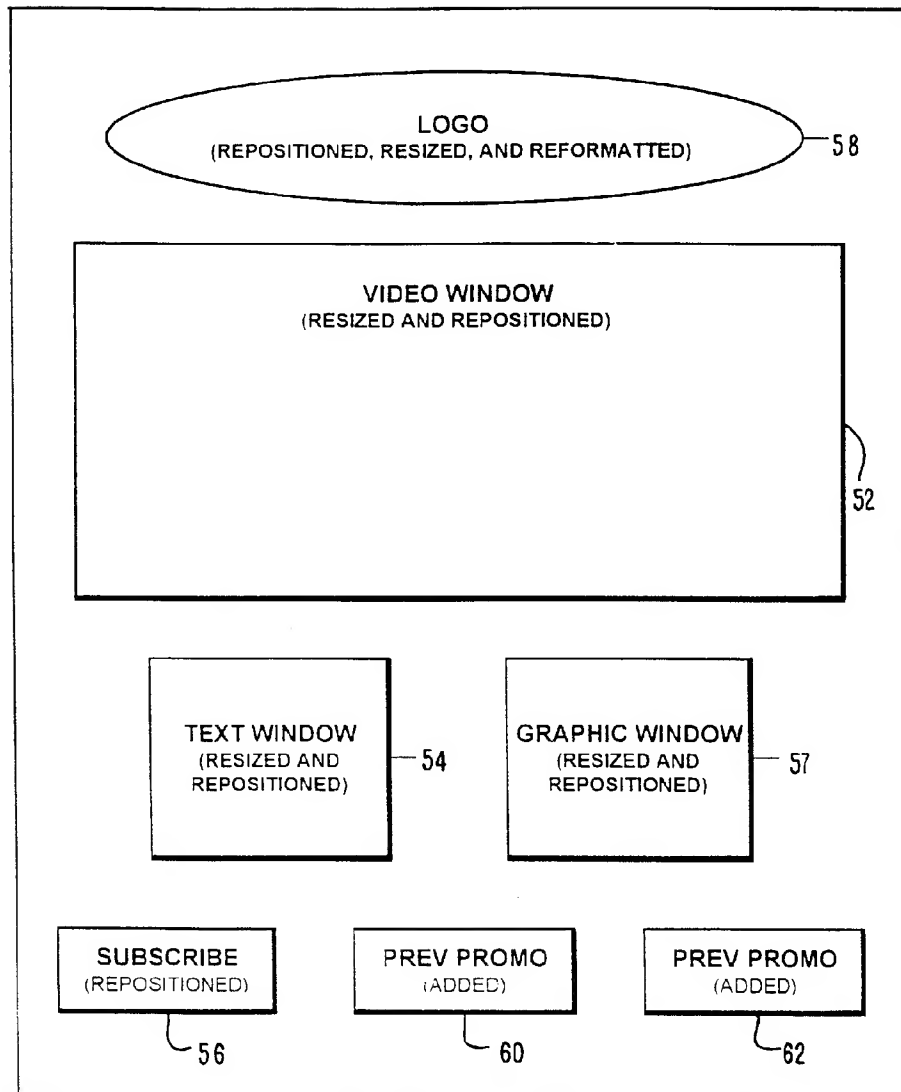 LOGO
(REPOSITIONED, RESIZED, AND REFORMATTED)
58
VIDEO WINDOW
(RESIZED AND REPOSITIONED)
52
TEXT WINDOW
(RESIZED AND
REPOSITIONED)
54
GRAPHIC WINDOW
(RESIZED AND
REPOSITIONED)
57
SUBSCRIBE
(REPOSITIONED)
56
PREV PROMO
(ADDED)
60
PREV PROMO
(ADDED)
62